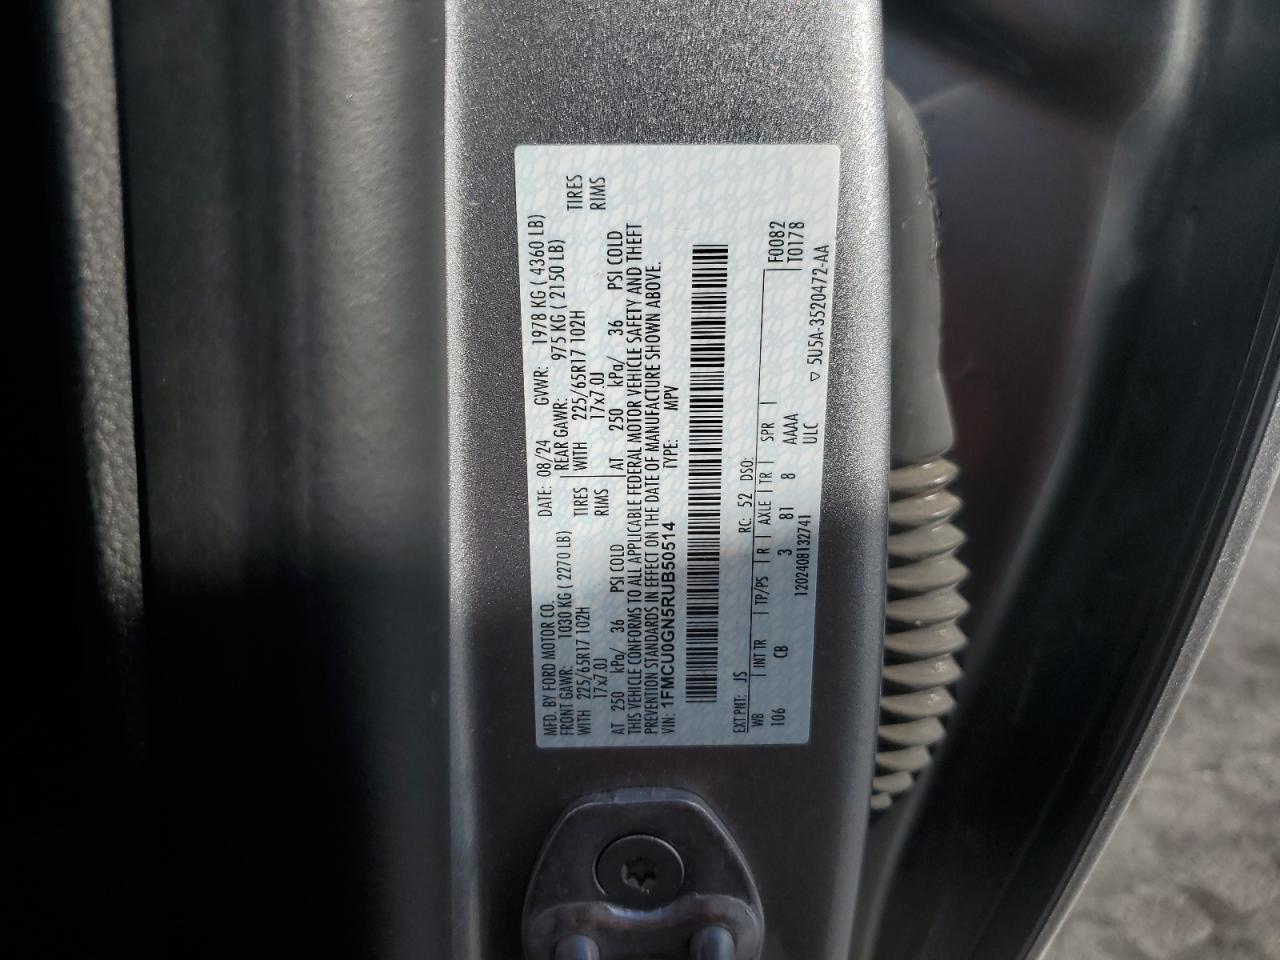 MFD. BY FORD MOTOR CO. DATE: 08/24 GVWR: 1978 KG ( 4360 LB)
FRONT GAWR: 1030 KG ( 2270 LB) REAR GAWR: 975 KG ( 2150 LB)
WITH 225/65R17 102H TIRES WITH 225/65R17 102H TIRES
17x7.0J RIMS 17x7.0J RIMS
AT 250 kPa/ 36 PSI COLD AT 250 kPa/ 36 PSI COLD
THIS VEHICLE CONFORMS TO ALL APPLICABLE FEDERAL MOTOR VEHICLE SAFETY AND THEFT
PREVENTION STANDARDS IN EFFECT ON THE DATE OF MANUFACTURE SHOWN ABOVE.
VIN: 1FMCU0GN5RUB50514 TYPE: MPV
EXT PNT: JS RC: 52 DSO:
WB INT TR TP/PS R AXLE TR SPR F0082
106 CB 3 81 8 AAAA T0178
1202408132741 ULC ▽ 5U5A-3520472-AA